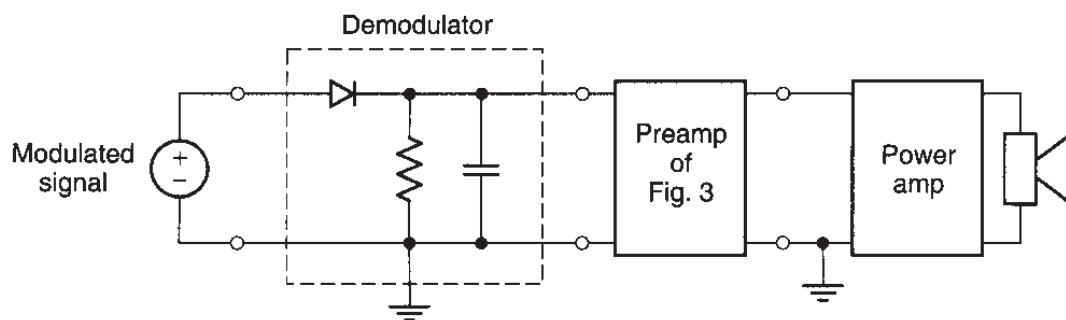 Demodulator
Modulated
signal
+
−
Preamp
of
Fig. 3
Power
amp